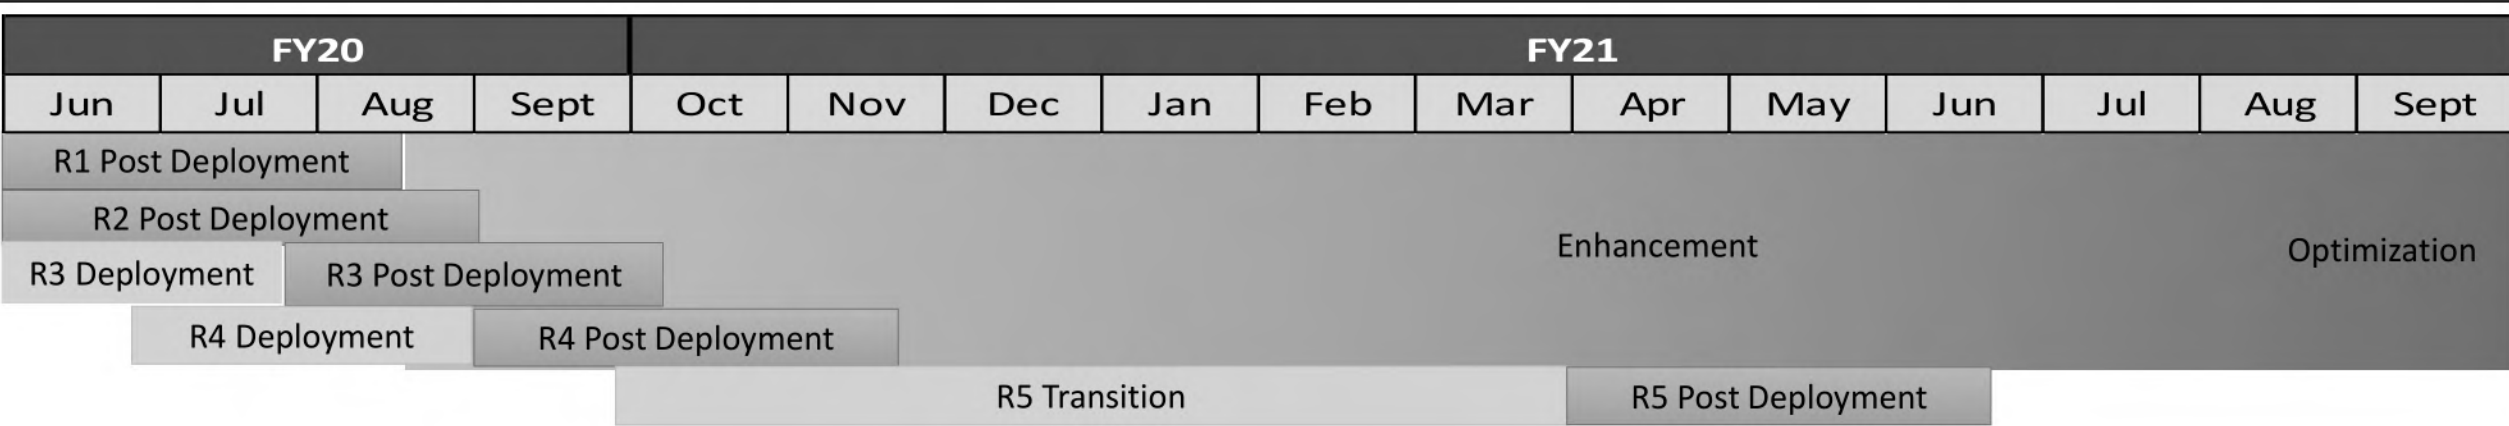 FY20 FY21
Jun Jul Aug Sept Oct Nov Dec Jan Feb Mar Apr May Jun Jul Aug Sept
R1 Post Deployment
R2 Post Deployment
Enhancement Optimization
R3 Deployment R3 Post Deployment
R4 Deployment R4 Post Deployment
R5 Transition R5 Post Deployment